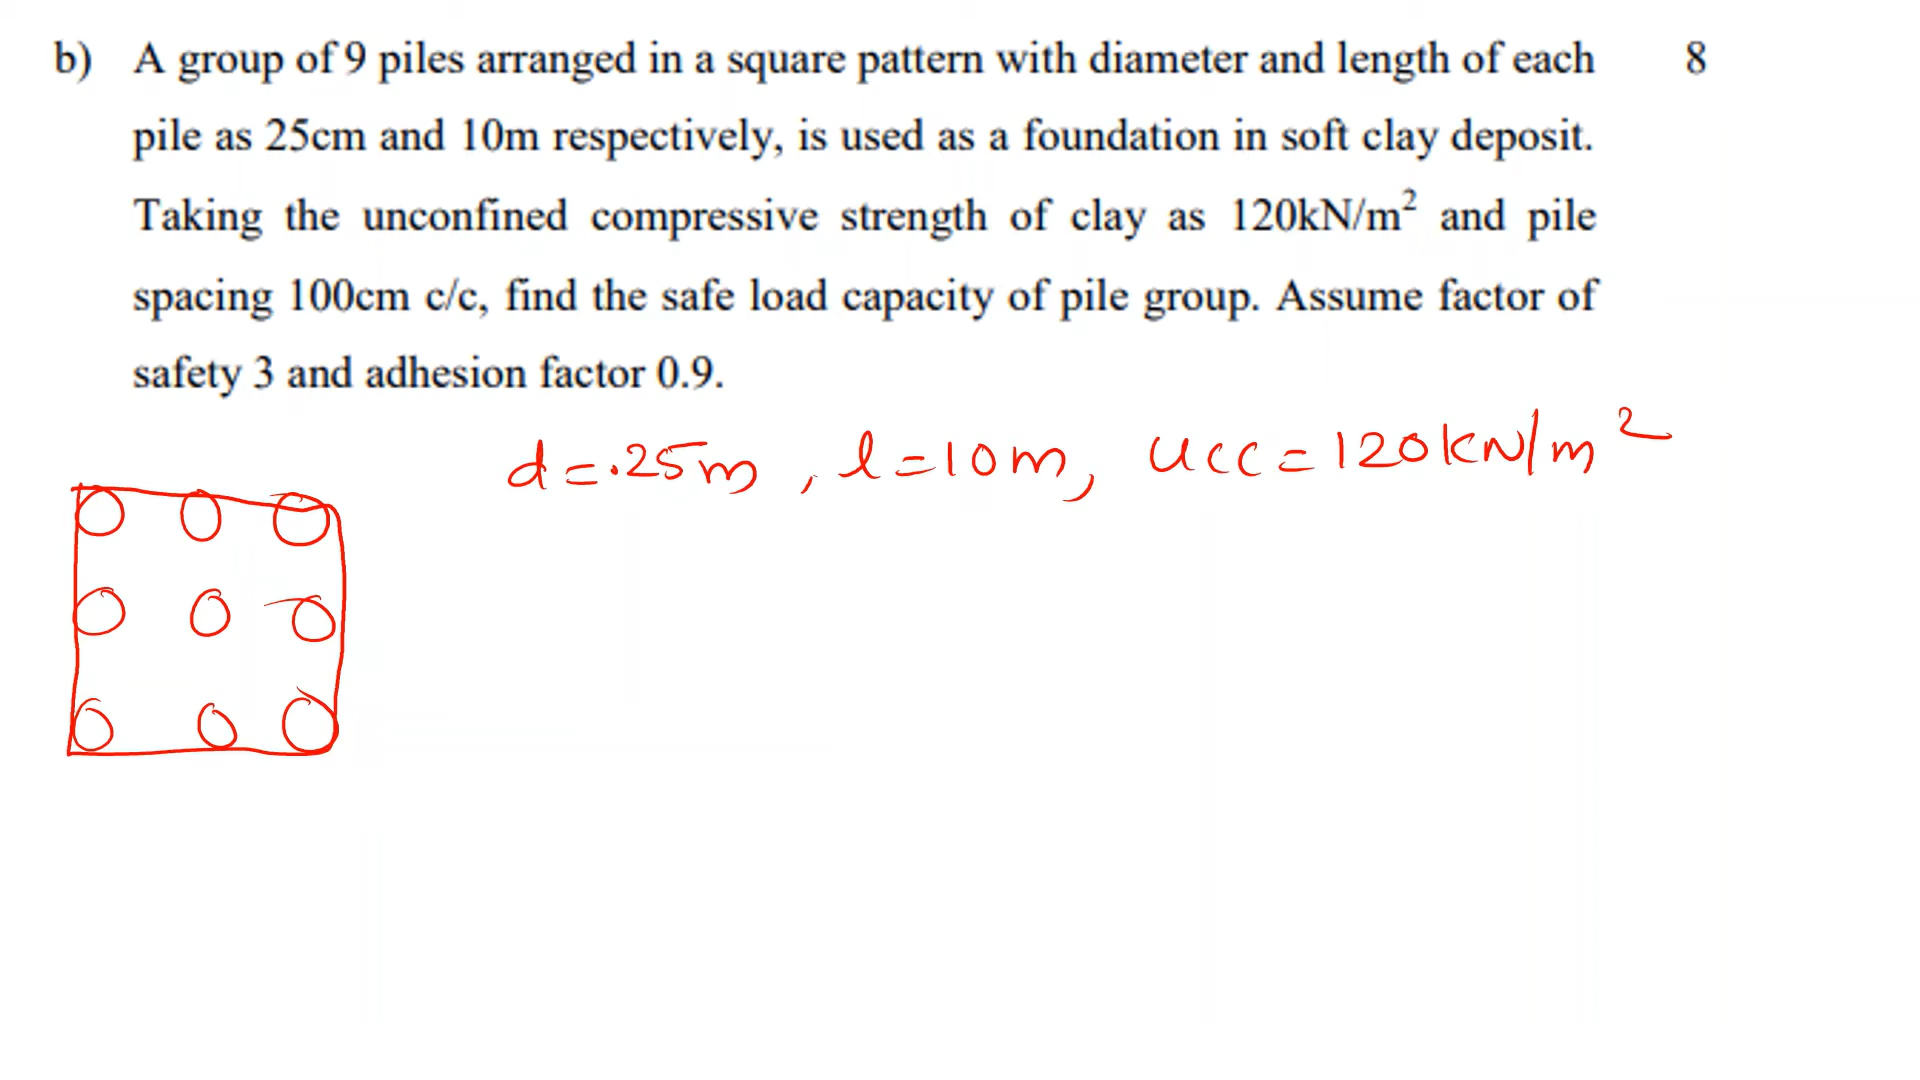 b) A group of 9 piles arranged in a square pattern with diameter and length of each 8
pile as 25cm and 10m respectively, is used as a foundation in soft clay deposit.
Taking the unconfined compressive strength of clay as 120kN/m² and pile
spacing 100cm c/c, find the safe load capacity of pile group. Assume factor of
safety 3 and adhesion factor 0.9.
d=.25m, l=10m, UCC=120kN/m²